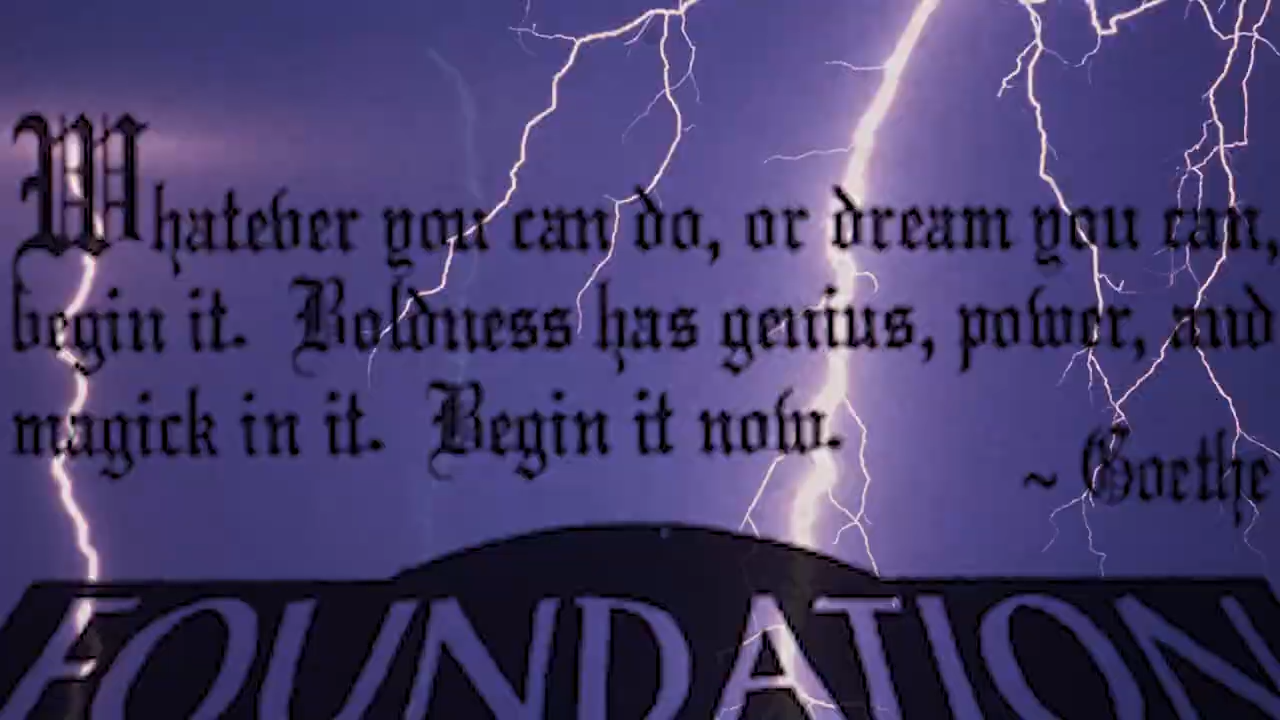 Whatever you can do, or dream you can,
begin it. Boldness has genius, power, and
magick in it. Begin it now.
~ Goethe
FOUNDATION